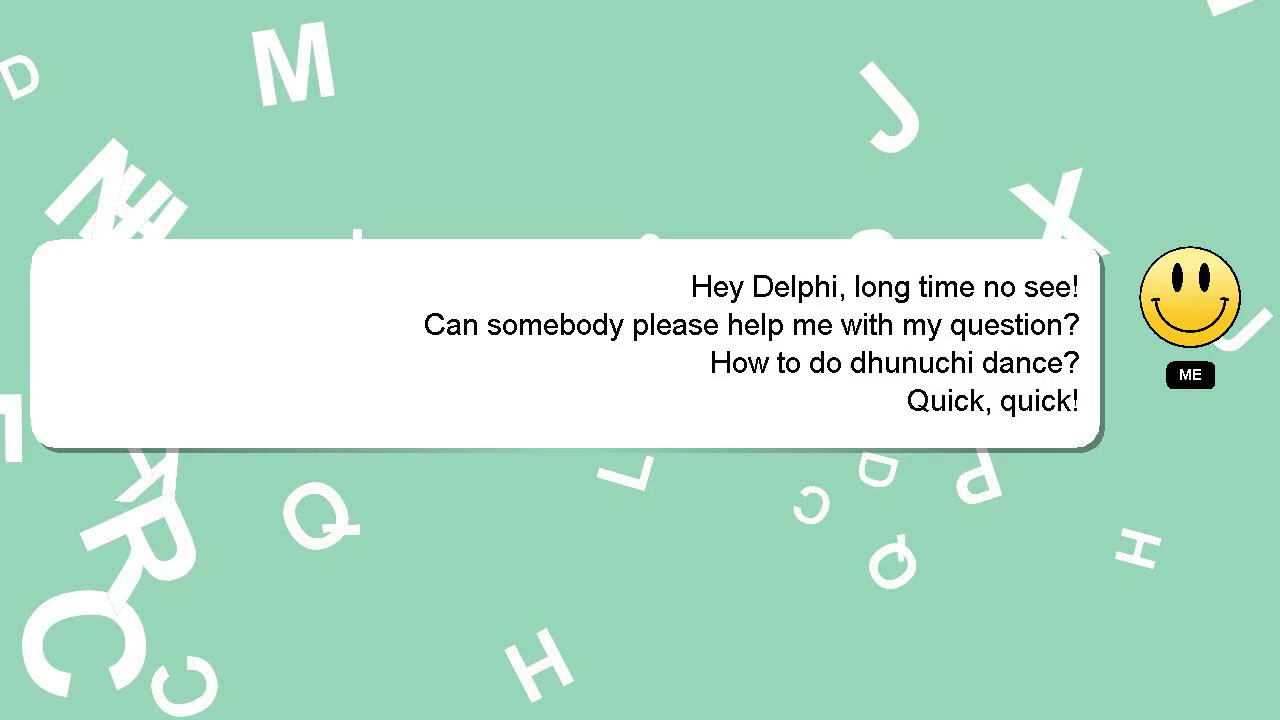 Hey Delphi, long time no see!
Can somebody please help me with my question?
How to do dhunuchi dance?
Quick, quick!
ME